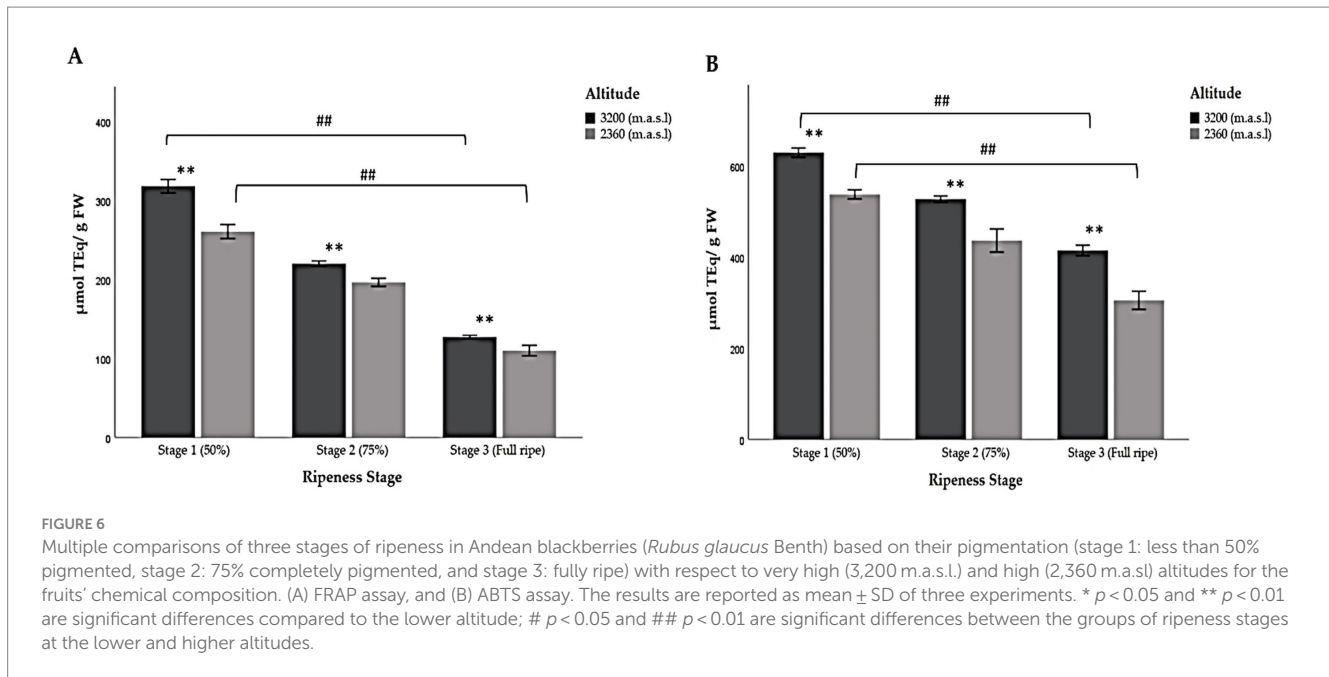 A
Altitude
3200 (m.a.s.l)
2360 (m.a.s.l)
##
##
**
**
**
400
300
200
100
0
µmol TEq/ g FW
Stage 1 (50%)
Stage 2 (75%)
Stage 3 (Full ripe)
Ripeness Stage
B
Altitude
3200 (m.a.s.l)
2360 (m.a.s.l)
##
##
**
**
**
600
400
200
0
µmol TEq/ g FW
Stage 1 (50%)
Stage 2 (75%)
Stage 3 (Full ripe)
Ripeness Stage
FIGURE 6
Multiple comparisons of three stages of ripeness in Andean blackberries (Rubus glaucus Benth) based on their pigmentation (stage 1: less than 50%
pigmented, stage 2: 75% completely pigmented, and stage 3: fully ripe) with respect to very high (3,200 m.a.s.l.) and high (2,360 m.a.sl) altitudes for the
fruits’ chemical composition. (A) FRAP assay, and (B) ABTS assay. The results are reported as mean ± SD of three experiments. * p < 0.05 and ** p < 0.01
are significant differences compared to the lower altitude; # p < 0.05 and ## p < 0.01 are significant differences between the groups of ripeness stages
at the lower and higher altitudes.